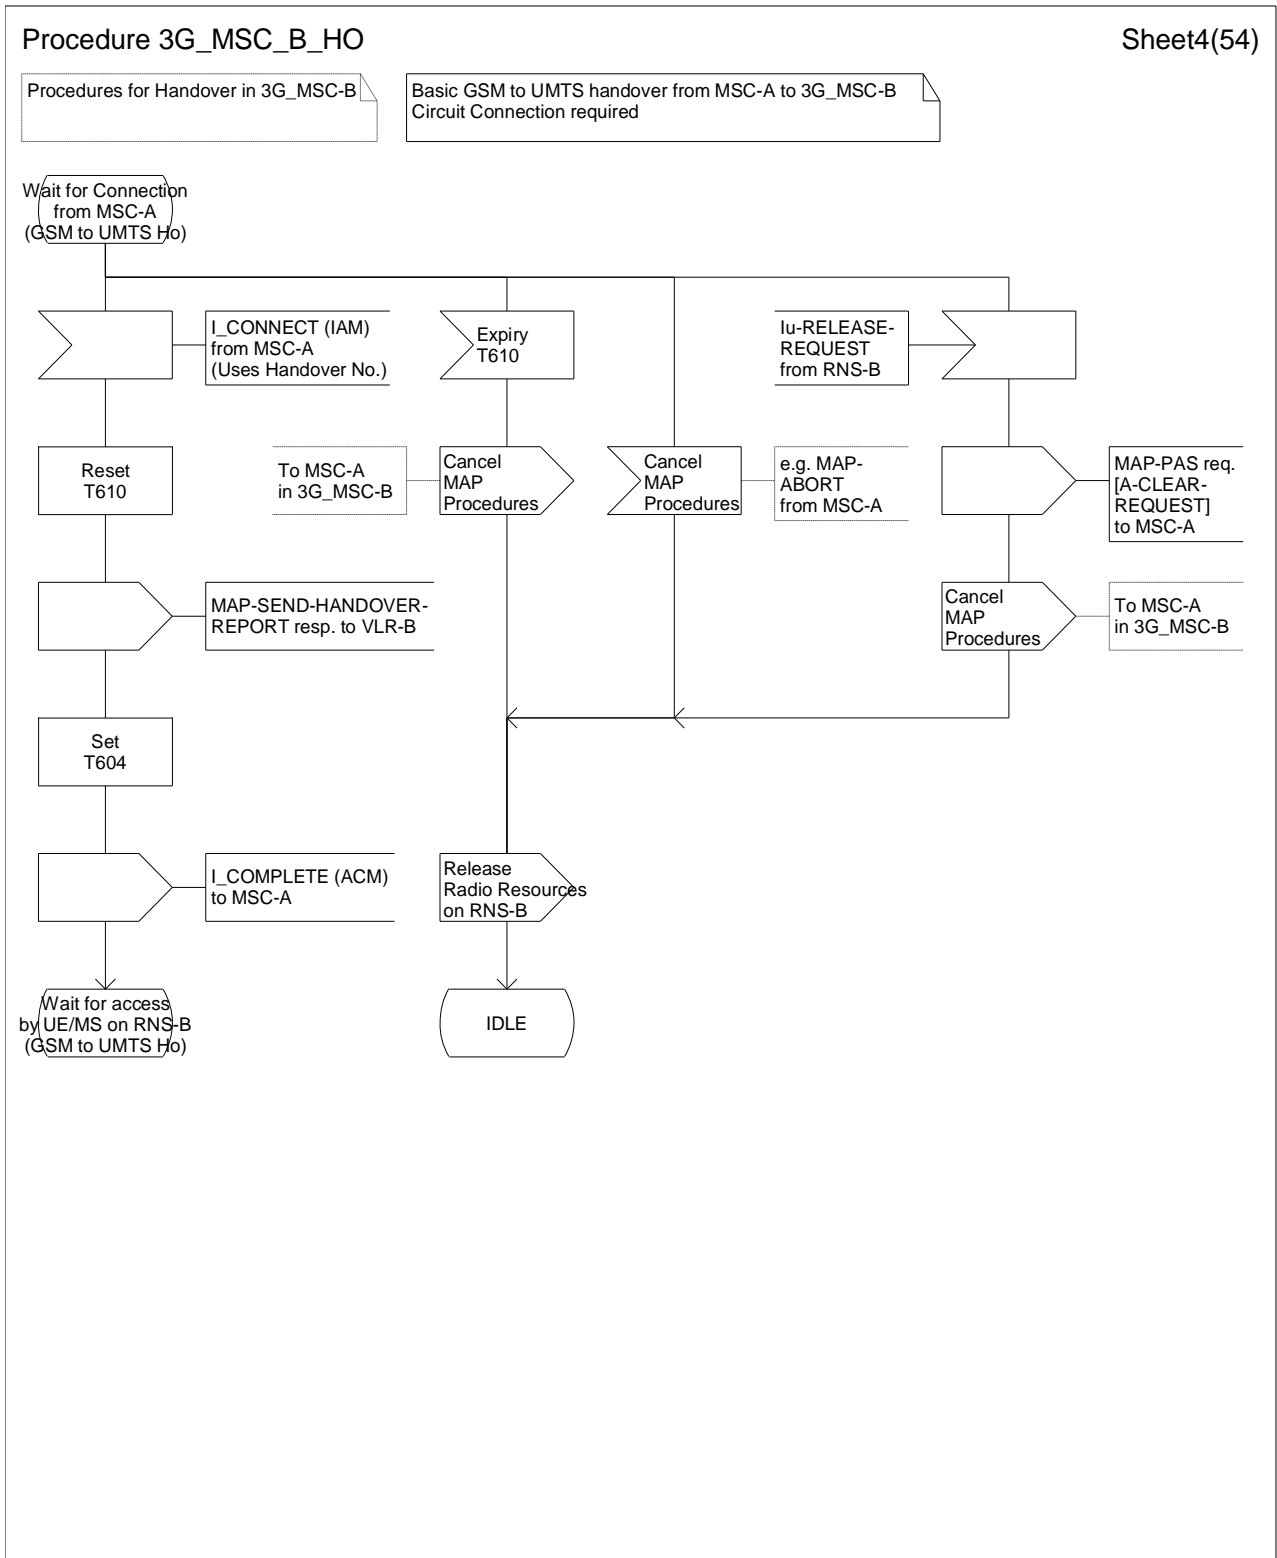 Procedure 3G_MSC_B_HO
Sheet4(54)
Procedures for Handover in 3G_MSC-B
Basic GSM to UMTS handover from MSC-A to 3G_MSC-B
Circuit Connection required
Wait for Connection
from MSC-A
(GSM to UMTS Ho)
I_CONNECT (IAM)
from MSC-A
(Uses Handover No.)
Expiry
T610
Iu-RELEASE-
REQUEST
from RNS-B
Reset
T610
To MSC-A
in 3G_MSC-B
Cancel
MAP
Procedures
Cancel
MAP
Procedures
e.g. MAP-
ABORT
from MSC-A
MAP-PAS req.
[A-CLEAR-
REQUEST]
to MSC-A
MAP-SEND-HANDOVER-
REPORT resp. to VLR-B
Cancel
MAP
Procedures
To MSC-A
in 3G_MSC-B
Set
T604
I_COMPLETE (ACM)
to MSC-A
Release
Radio Resources
on RNS-B
Wait for access
by UE/MS on RNS-B
(GSM to UMTS Ho)
IDLE